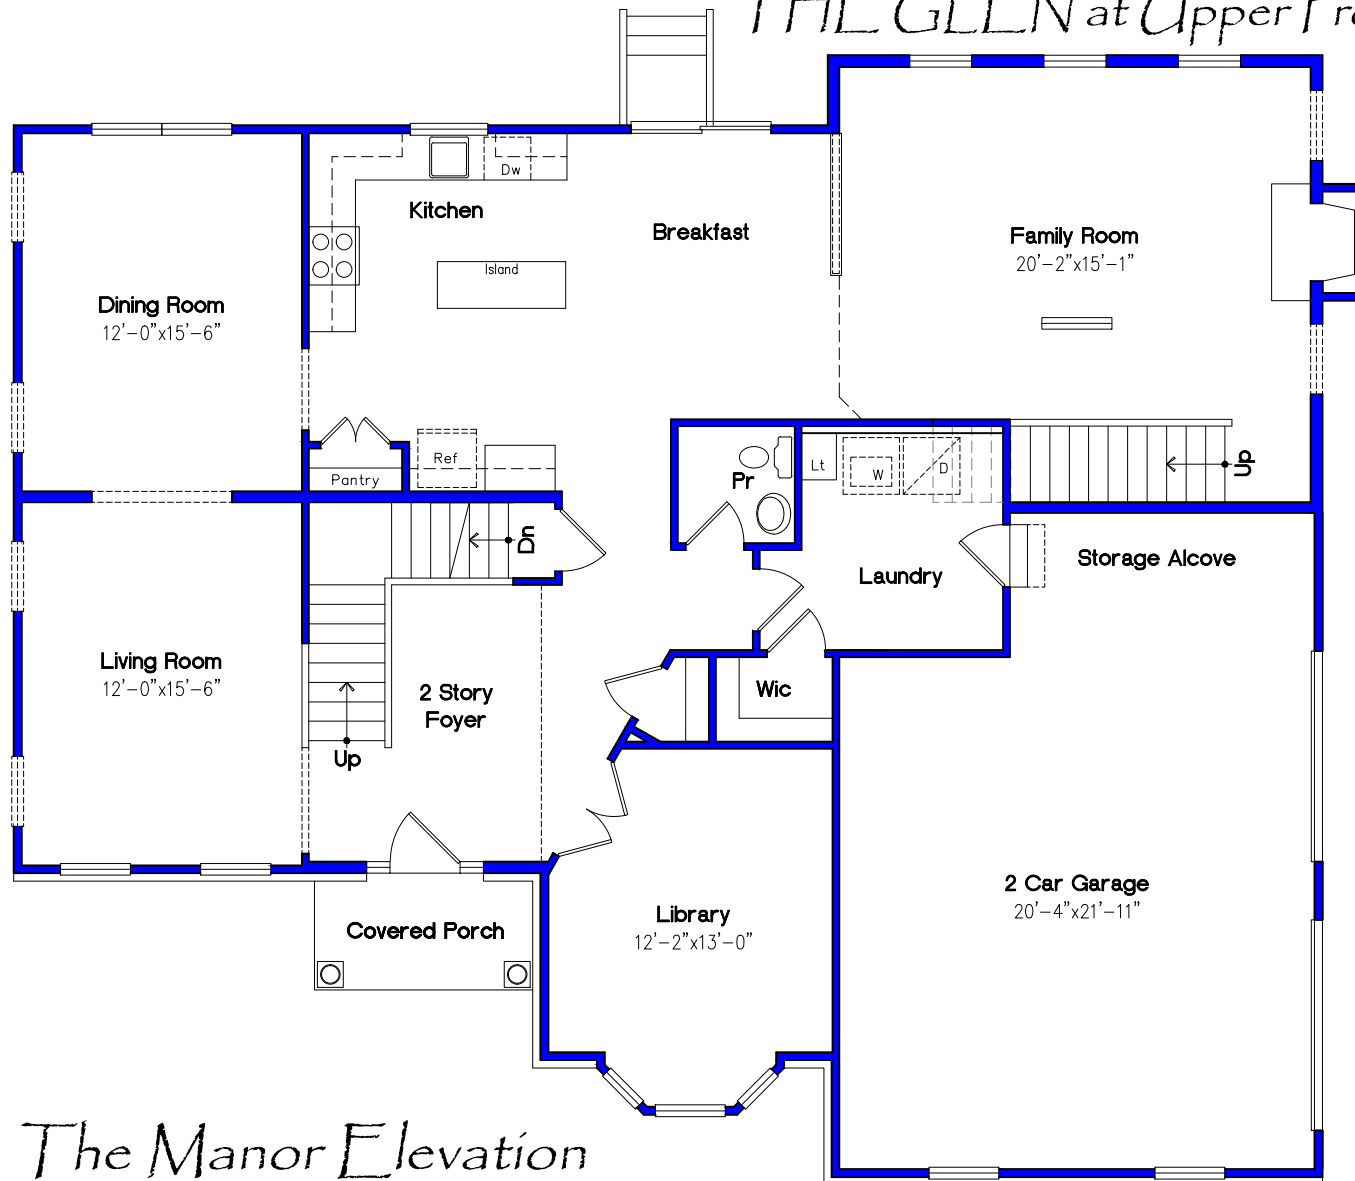 THE GLEN at Upper Fre
Dw
Kitchen
Breakfast
Family Room
20'-2"x15'-1"
Island
Dining Room
12'-0"x15'-6"
Ref
Pantry
Pr
Lt
W
D
Up
Dn
Storage Alcove
Laundry
Living Room
12'-0"x15'-6"
2 Story
Foyer
Wic
Up
2 Car Garage
20'-4"x21'-11"
Library
12'-2"x13'-0"
Covered Porch
The Manor Elevation